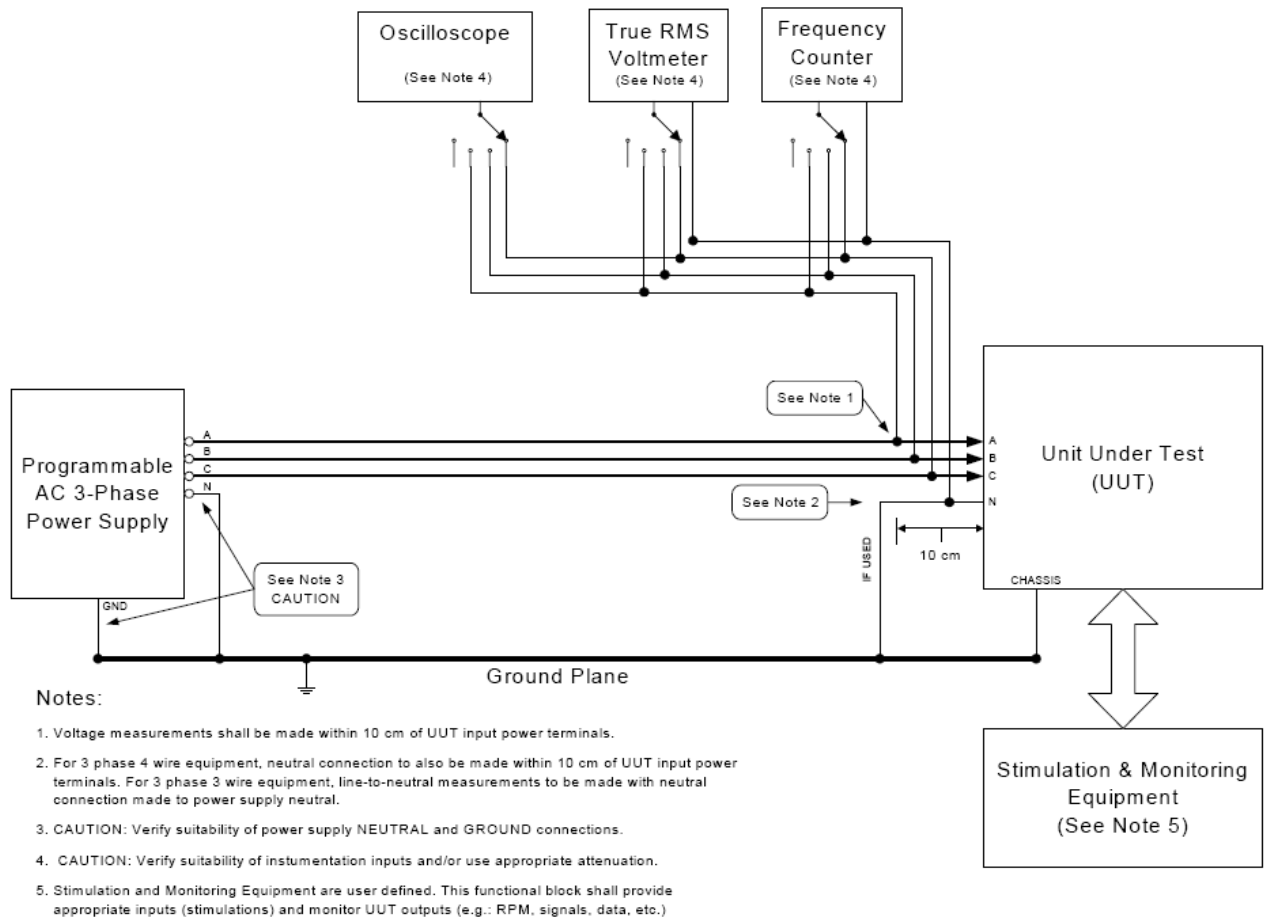 Oscilloscope
(See Note 4)
True RMS
Voltmeter
(See Note 4)
Frequency
Counter
(See Note 4)
See Note 1
Programmable
AC 3-Phase
Power Supply
A
B
C
N
GND
See Note 3
CAUTION
See Note 2
IF USED
10 cm
A
B
C
N
Unit Under Test
(UUT)
CHASSIS
Ground Plane
Stimulation & Monitoring
Equipment
(See Note 5)
Notes:
1. Voltage measurements shall be made within 10 cm of UUT input power terminals.
2. For 3 phase 4 wire equipment, neutral connection to also be made within 10 cm of UUT input power
terminals. For 3 phase 3 wire equipment, line-to-neutral measurements to be made with neutral
connection made to power supply neutral.
3. CAUTION: Verify suitability of power supply NEUTRAL and GROUND connections.
4. CAUTION: Verify suitability of instumentation inputs and/or use appropriate attenuation.
5. Stimulation and Monitoring Equipment are user defined. This functional block shall provide
appropriate inputs (stimulations) and monitor UUT outputs (e.g.: RPM, signals, data, etc.)